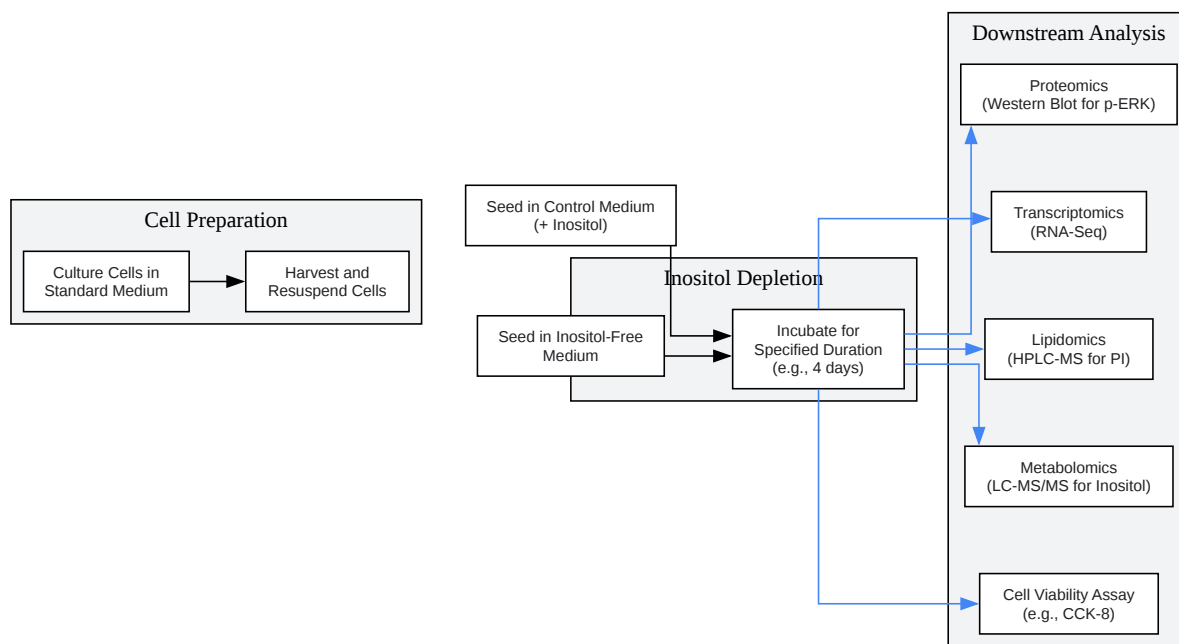 Cell Preparation
Culture Cells in
Standard Medium
Harvest and
Resuspend Cells
Seed in Control Medium
(+ Inositol)
Inositol Depletion
Seed in Inositol-Free
Medium
Incubate for
Specified Duration
(e.g., 4 days)
Downstream Analysis
Proteomics
(Western Blot for p-ERK)
Transcriptomics
(RNA-Seq)
Lipidomics
(HPLC-MS for PI)
Metabolomics
(LC-MS/MS for Inositol)
Cell Viability Assay
(e.g., CCK-8)